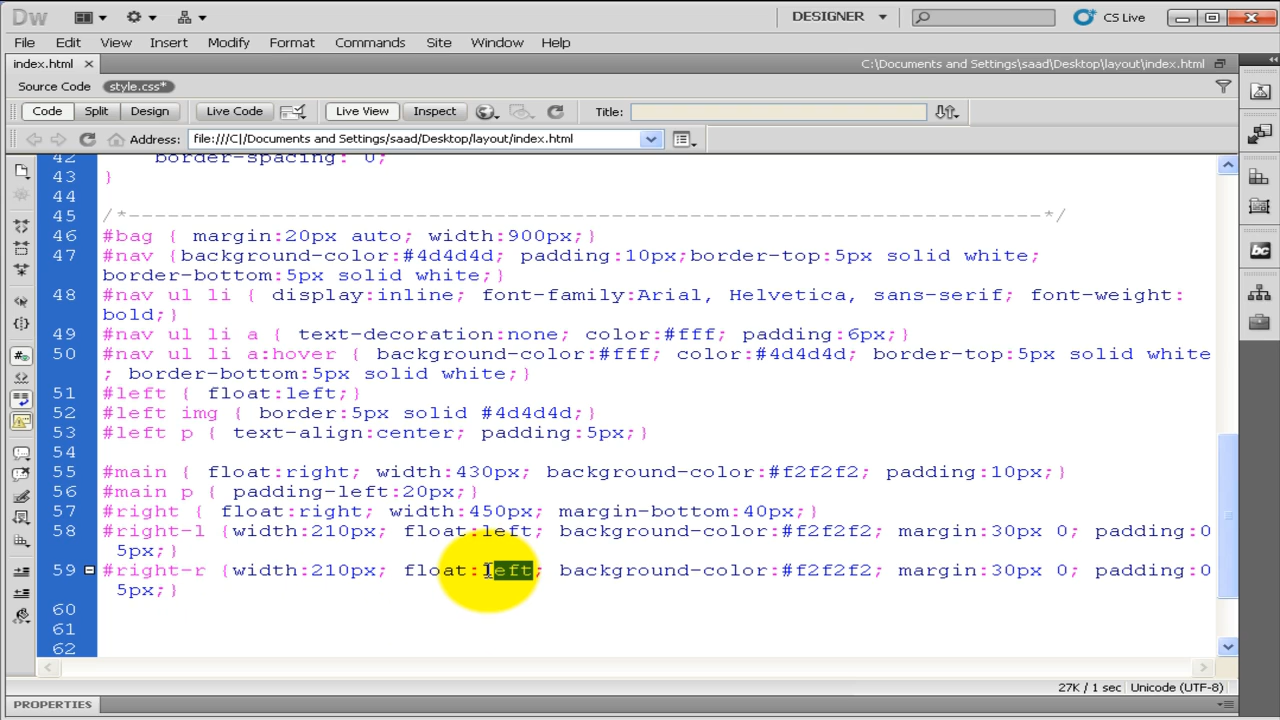 Dw DESIGNER CS Live
File Edit View Insert Modify Format Commands Site Window Help
index.html C:\Documents and Settings\saad\Desktop\layout\index.html
Source Code style.css*
Code Split Design Live Code Live View Inspect Title:
Address: file:///C|/Documents and Settings/saad/Desktop/layout/index.html
42 border-spacing: 0;
43 }
44
45 /*----------------------------------------------------------------------*/
46 #bag { margin:20px auto; width:900px;}
47 #nav {background-color:#4d4d4d; padding:10px;border-top:5px solid white;
border-bottom:5px solid white;}
48 #nav ul li { display:inline; font-family:Arial, Helvetica, sans-serif; font-weight:
bold;}
49 #nav ul li a { text-decoration:none; color:#fff; padding:6px;}
50 #nav ul li a:hover { background-color:#fff; color:#4d4d4d; border-top:5px solid white
; border-bottom:5px solid white;}
51 #left { float:left;}
52 #left img { border:5px solid #4d4d4d;}
53 #left p { text-align:center; padding:5px;}
54
55 #main { float:right; width:430px; background-color:#f2f2f2; padding:10px;}
56 #main p { padding-left:20px;}
57 #right { float:right; width:450px; margin-bottom:40px;}
58 #right-l {width:210px; float:left; background-color:#f2f2f2; margin:30px 0; padding:0
5px;}
59 #right-r {width:210px; float:left; background-color:#f2f2f2; margin:30px 0; padding:0
5px;}
60
61
62
27K / 1 sec Unicode (UTF-8)
PROPERTIES
bc